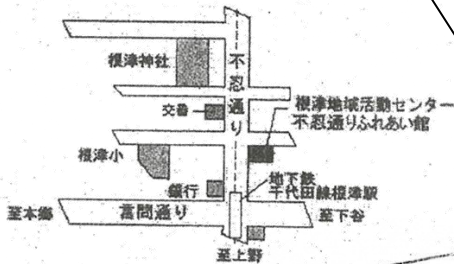 根津神社
不忍通り
交番
根津地域活動センター
不忍通りふれあい館
根津小
銀行
地下鉄
千代田線根津駅
至本郷
言問通り
至下谷
至上野